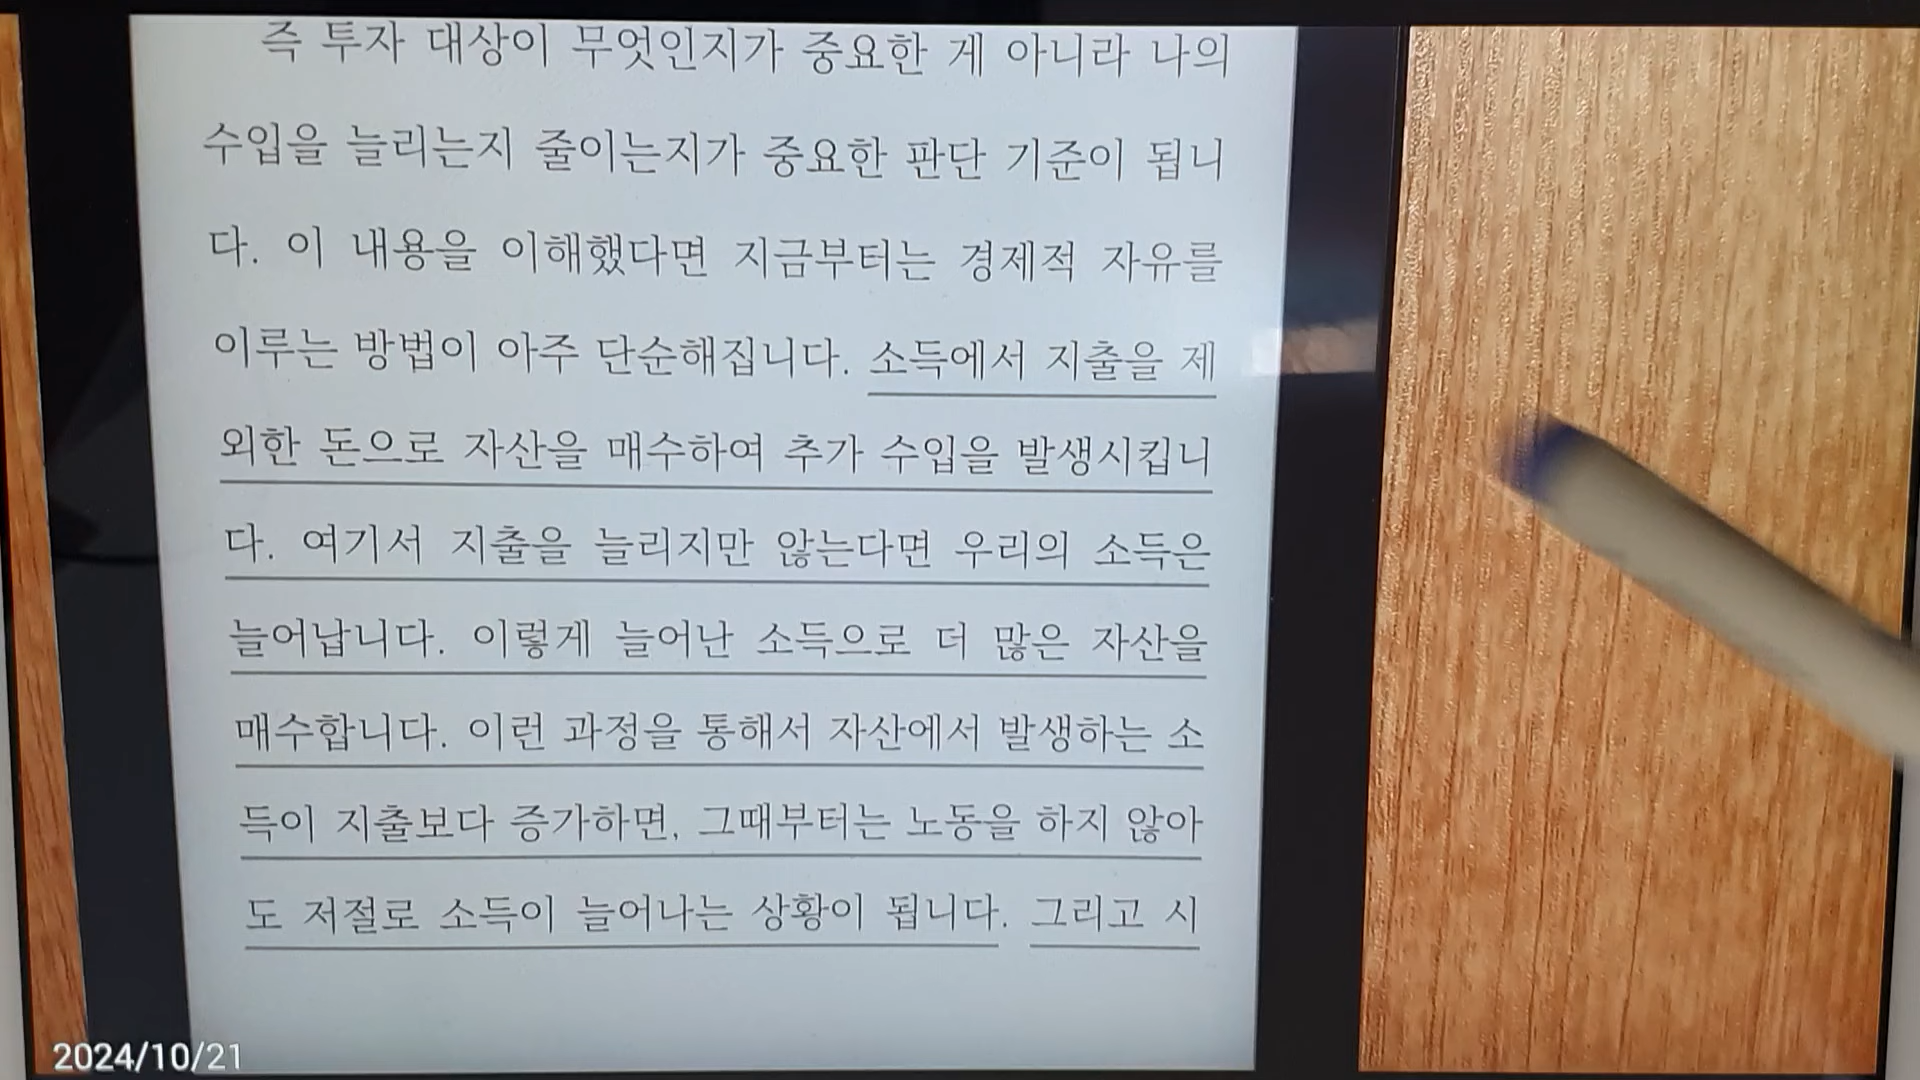 즉 투자 대상이 무엇인지가 중요한 게 아니라 나의
수입을 늘리는지 줄이는지가 중요한 판단 기준이 됩니
다. 이 내용을 이해했다면 지금부터는 경제적 자유를
이루는 방법이 아주 단순해집니다. 소득에서 지출을 제
외한 돈으로 자산을 매수하여 추가 수입을 발생시킵니
다. 여기서 지출을 늘리지만 않는다면 우리의 소득은
늘어납니다. 이렇게 늘어난 소득으로 더 많은 자산을
매수합니다. 이런 과정을 통해서 자산에서 발생하는 소
득이 지출보다 증가하면, 그때부터는 노동을 하지 않아
도 저절로 소득이 늘어나는 상황이 됩니다. 그리고 시
2024/10/21